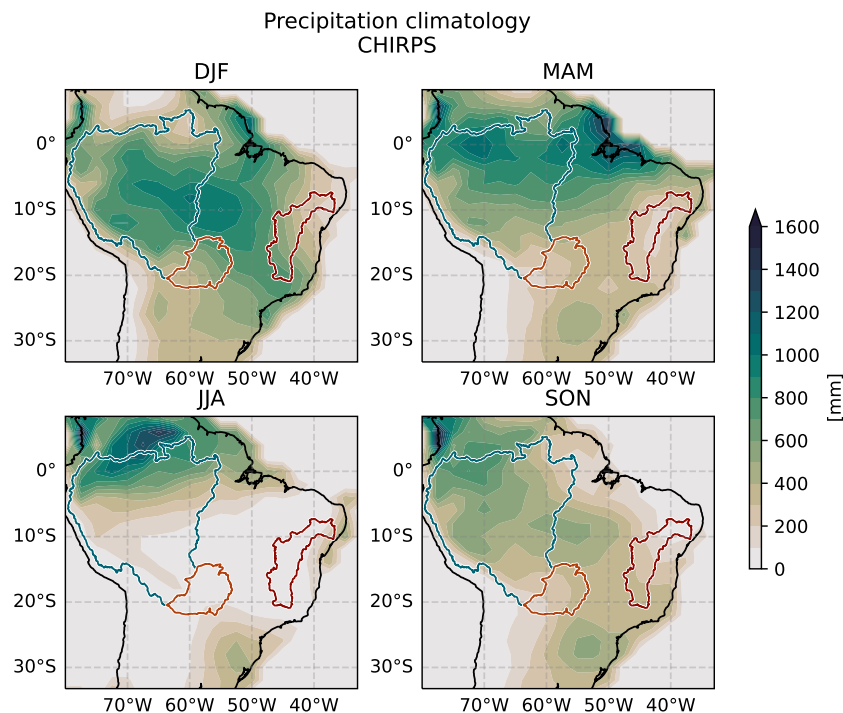 Precipitation climatology
CHIRPS
DJF
MAM
0°
10°S
20°S
30°S
70°W 60°W 50°W 40°W
0°
10°S
20°S
30°S
70°W 60°W 50°W 40°W
JJA
SON
0°
10°S
20°S
30°S
70°W 60°W 50°W 40°W
0°
10°S
20°S
30°S
70°W 60°W 50°W 40°W
1600
1400
1200
1000
800
600
400
200
0
[mm]